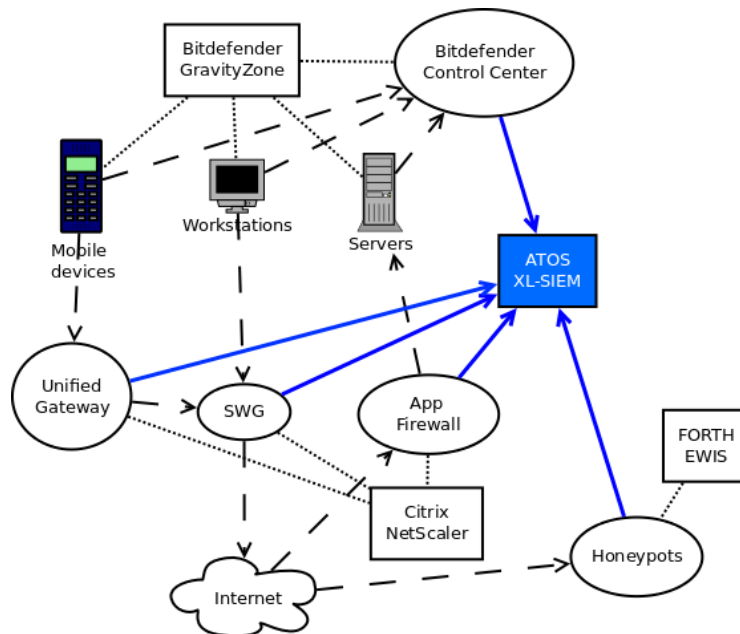 Bitdefender
GravityZone
Bitdefender
Control Center
Workstations
Servers
Mobile
devices
ATOS
XL-SIEM
Unified
Gateway
SWG
App
Firewall
FORTH
EWIS
Citrix
NetScaler
Honeypots
Internet